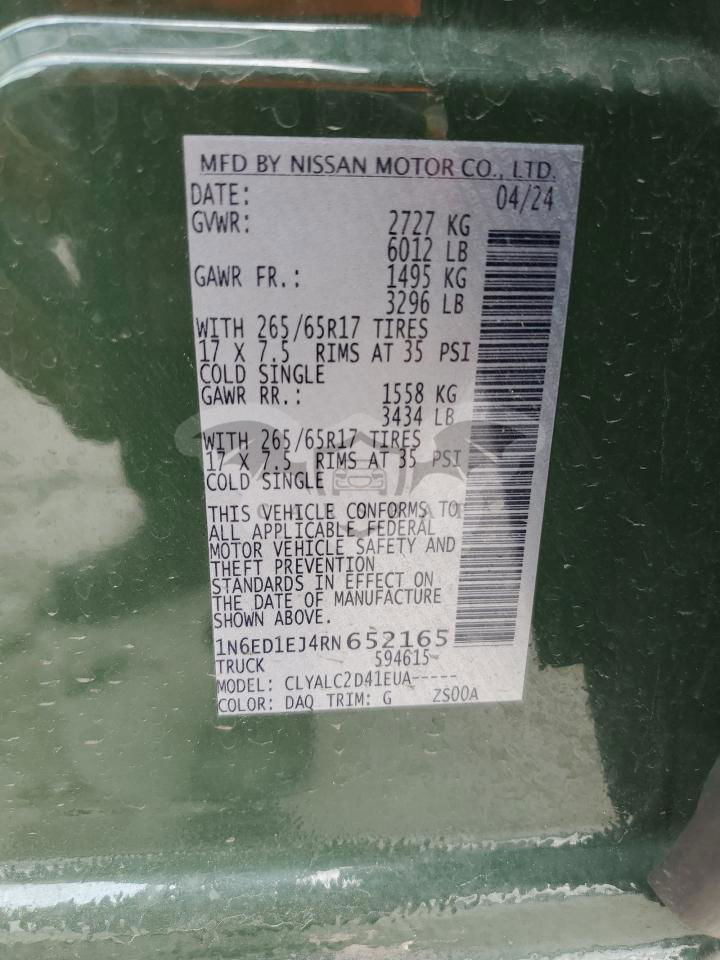 MFD BY NISSAN MOTOR CO., LTD.
DATE: 04/24
GVWR: 2727 KG
6012 LB
GAWR FR.: 1495 KG
3296 LB
WITH 265/65R17 TIRES
17 X 7.5 RIMS AT 35 PSI
COLD SINGLE
GAWR RR.: 1558 KG
3434 LB
WITH 265/65R17 TIRES
17 X 7.5 RIMS AT 35 PSI
COLD SINGLE
THIS VEHICLE CONFORMS TO
ALL APPLICABLE FEDERAL
MOTOR VEHICLE SAFETY AND
THEFT PREVENTION
STANDARDS IN EFFECT ON
THE DATE OF MANUFACTURE
SHOWN ABOVE.
1N6ED1EJ4RN652165
TRUCK 594615-
MODEL: CLYALC2D41EUA-----
COLOR: DAQ TRIM: G ZS00A